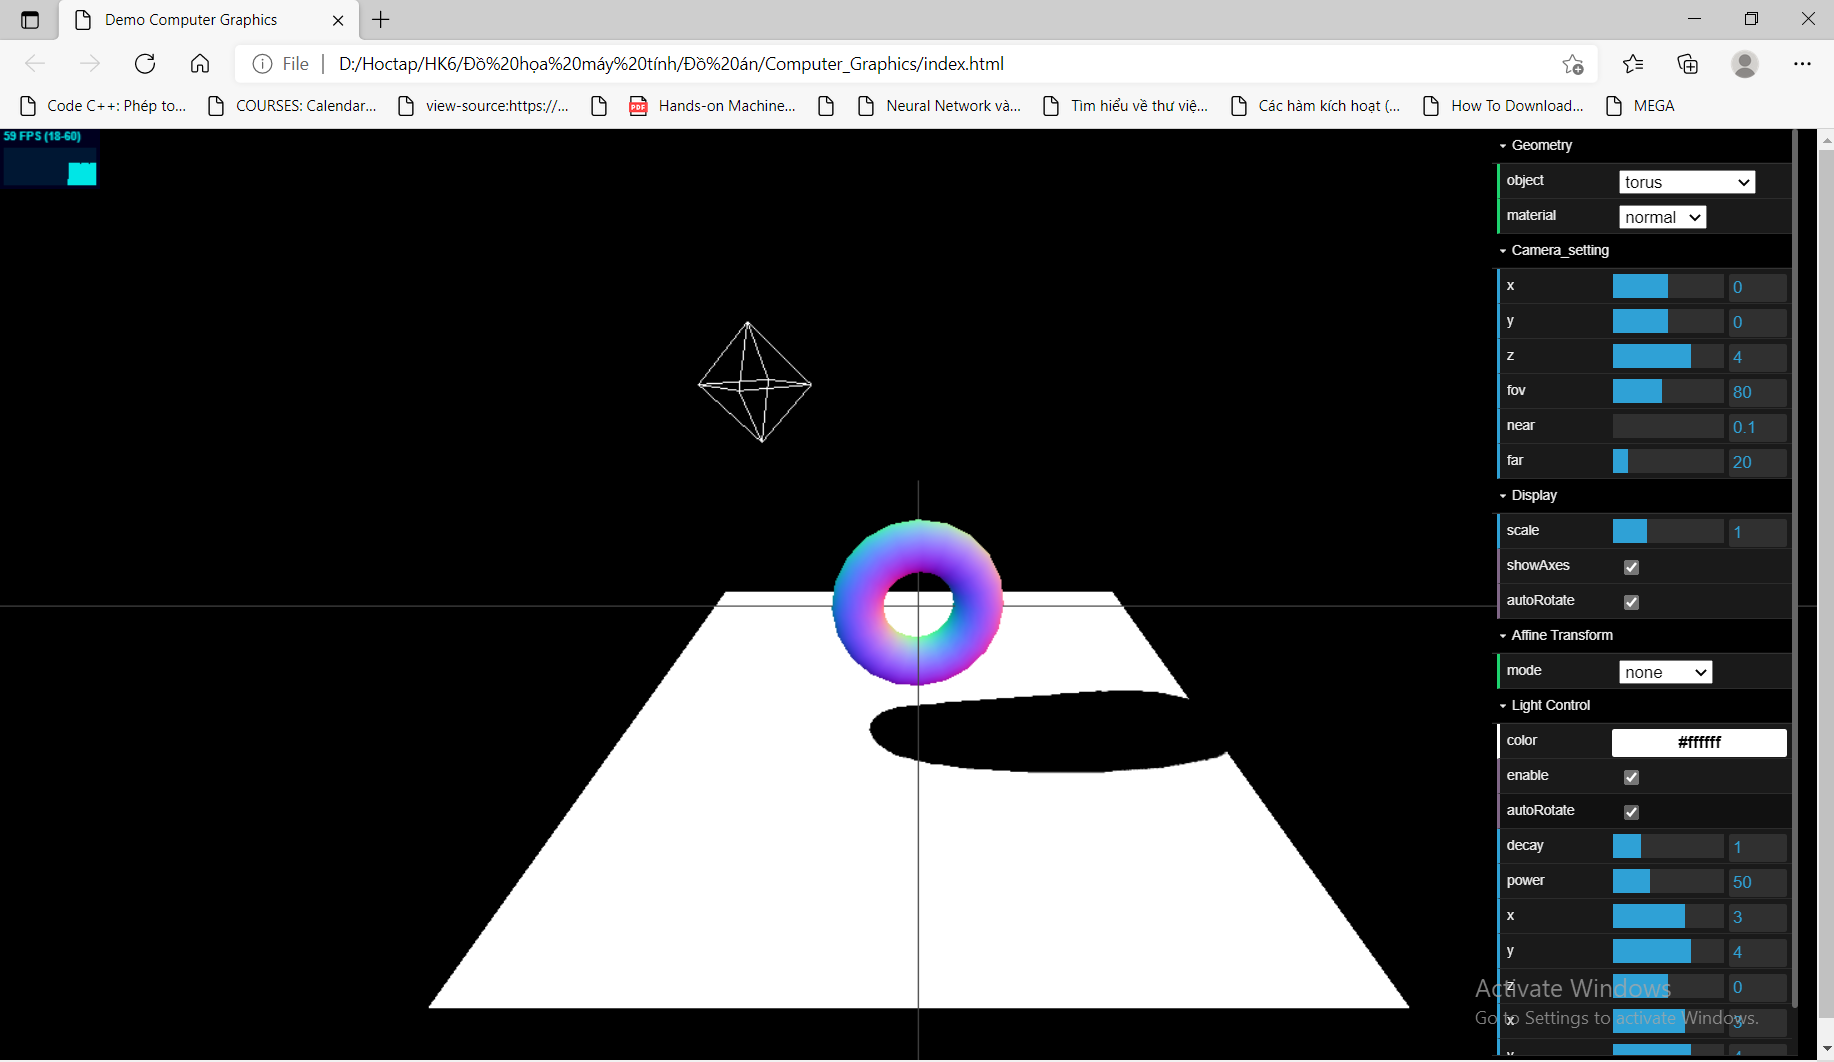 Demo Computer Graphics
File
D:/Hoctap/HK6/Đồ%20họa%20máy%20tính/Đồ%20án/Computer_Graphics/index.html
Code C++: Phép to...
COURSES: Calendar...
view-source:https://...
PDF
Hands-on Machine...
Neural Network và...
Tìm hiểu về thư việ...
Các hàm kích hoạt (...
How To Download...
MEGA
59 FPS (18-60)
Geometry
object torus
material normal
Camera_setting
x 0
y 0
z 4
fov 80
near 0.1
far 20
Display
scale 1
showAxes
autoRotate
Affine Transform
mode none
Light Control
color #ffffff
enable
autoRotate
decay 1
power 50
x 3
y 4
z 0
x 3
Activate Windows
Go to Settings to activate Windows.